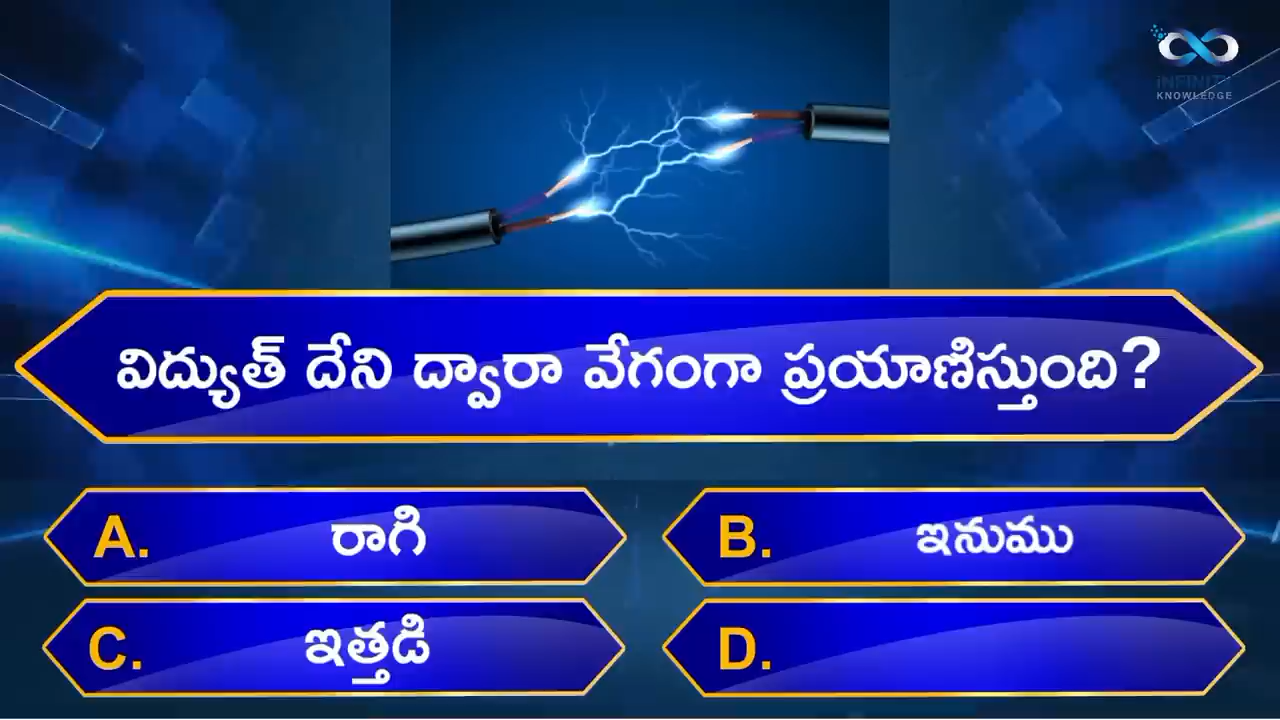 INFINITY
KNOWLEDGE
విద్యుత్ దేని ద్వారా వేగంగా ప్రయాణిస్తుంది?
A. రాగి
B. ఇనుము
C. ఇత్తడి
D.